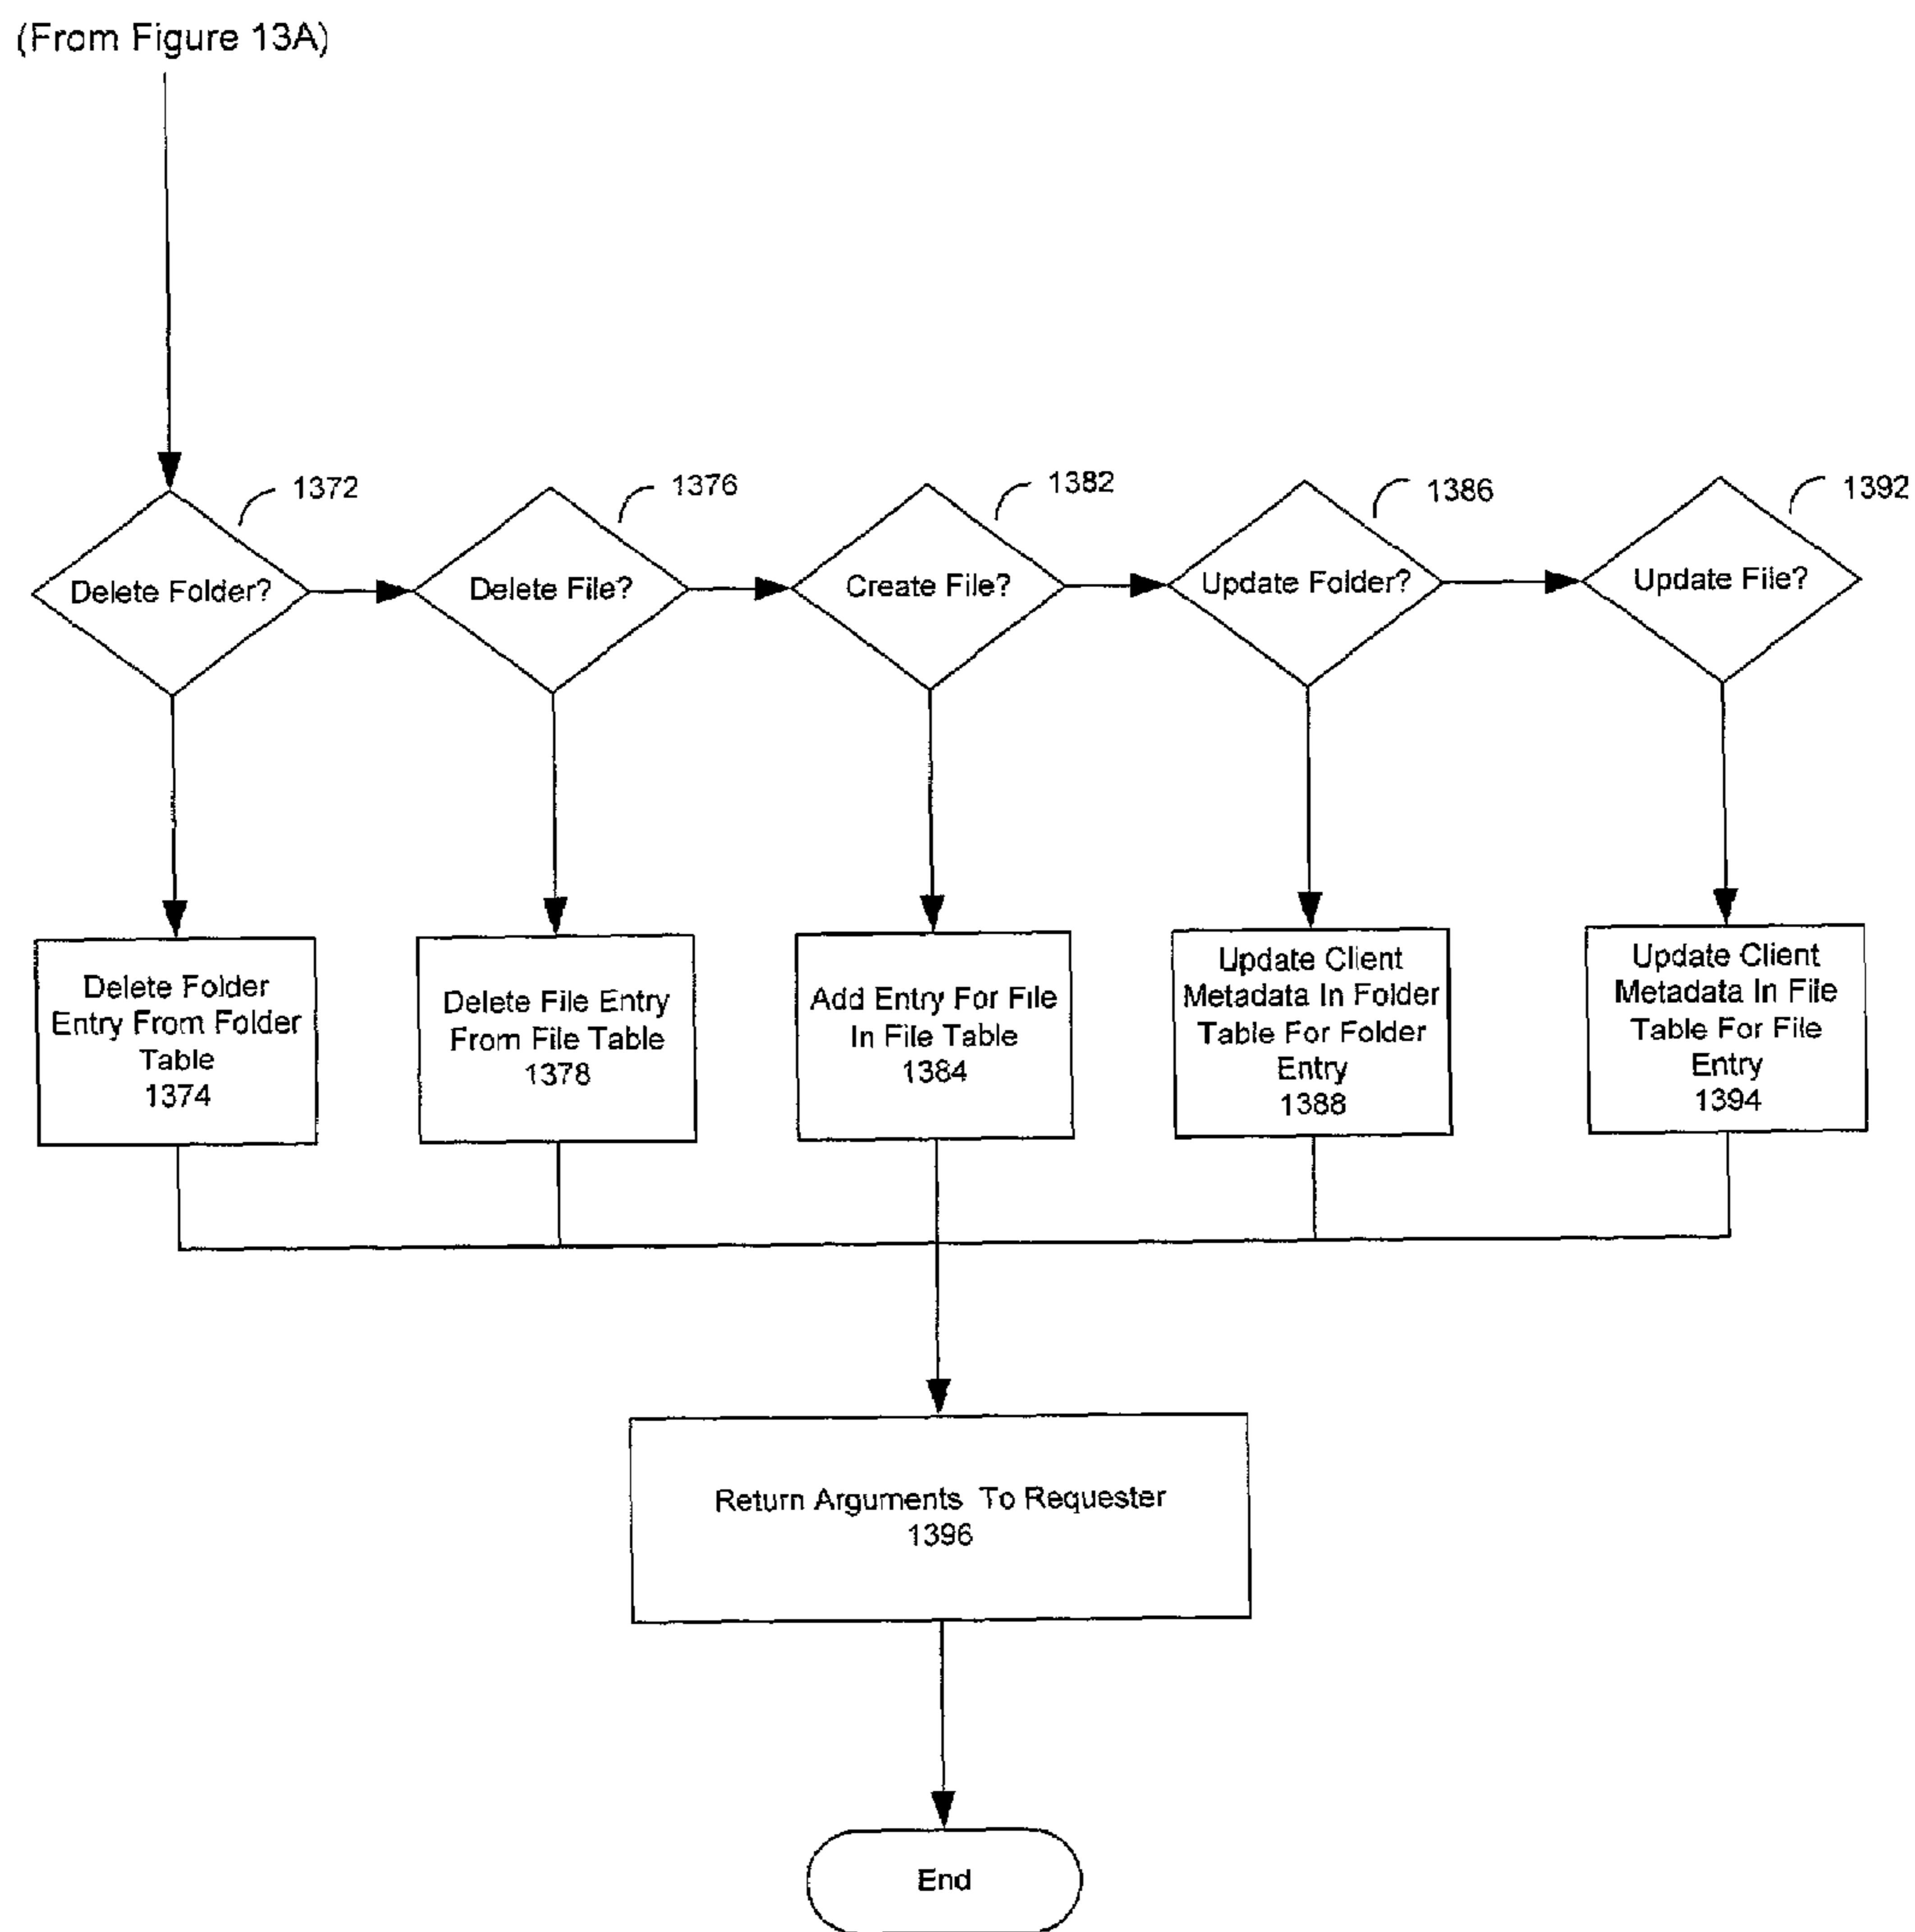 (From Figure 13A)
1372
1376
1382
1386
1392
Delete Folder?
Delete File?
Create File?
Update Folder?
Update File?
Delete Folder
Entry From Folder
Table
1374
Delete File Entry
From File Table
1378
Add Entry For File
In File Table
1384
Update Client
Metadata In Folder
Table For Folder
Entry
1388
Update Client
Metadata In File
Table For File
Entry
1394
Return Arguments To Requester
1396
End